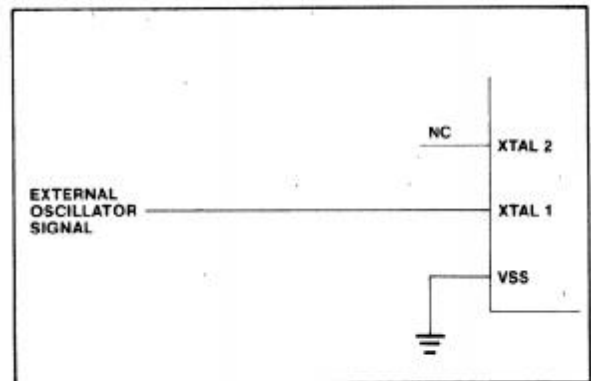 NC
XTAL 2
EXTERNAL
OSCILLATOR
SIGNAL
XTAL 1
VSS